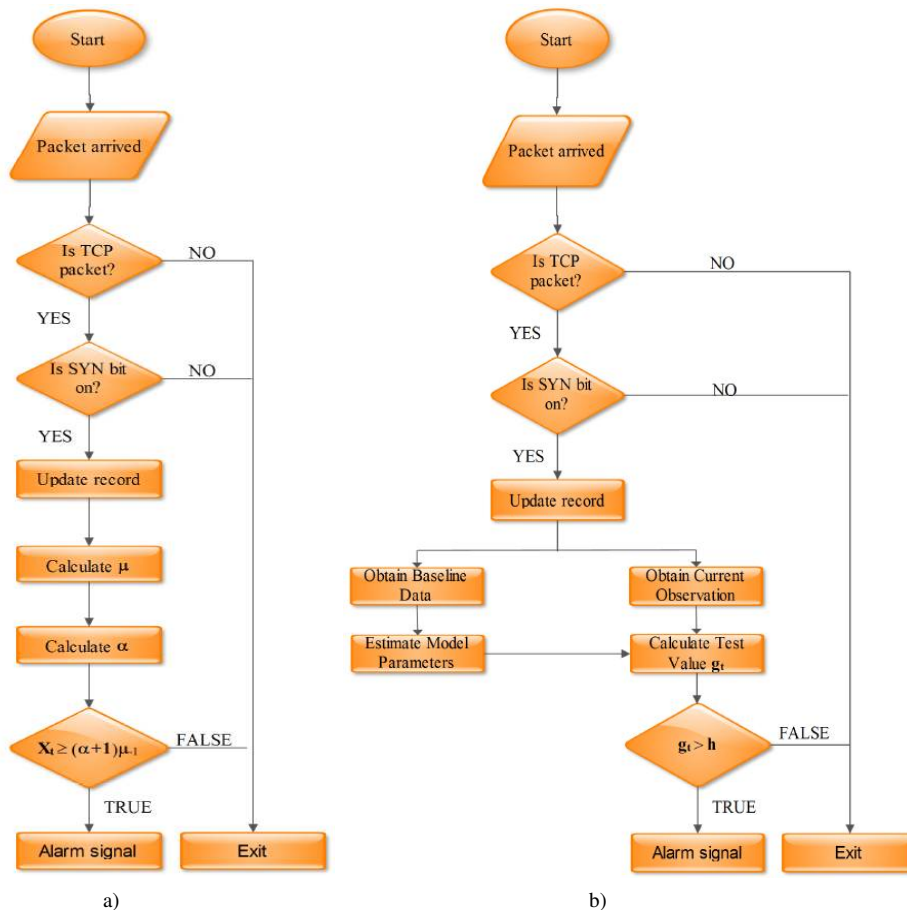 Start
Packet arrived
Is TCP
packet?
NO
YES
Is SYN bit
on?
NO
YES
Update record
Calculate μ
Calculate α
Xt ≥ (α+1)μ-1
FALSE
TRUE
Alarm signal
Exit
a)
Start
Packet arrived
Is TCP
packet?
NO
YES
Is SYN bit
on?
NO
YES
Update record
Obtain Baseline
Data
Obtain Current
Observation
Estimate Model
Parameters
Calculate Test
Value gt
gt > h
FALSE
TRUE
Alarm signal
Exit
b)